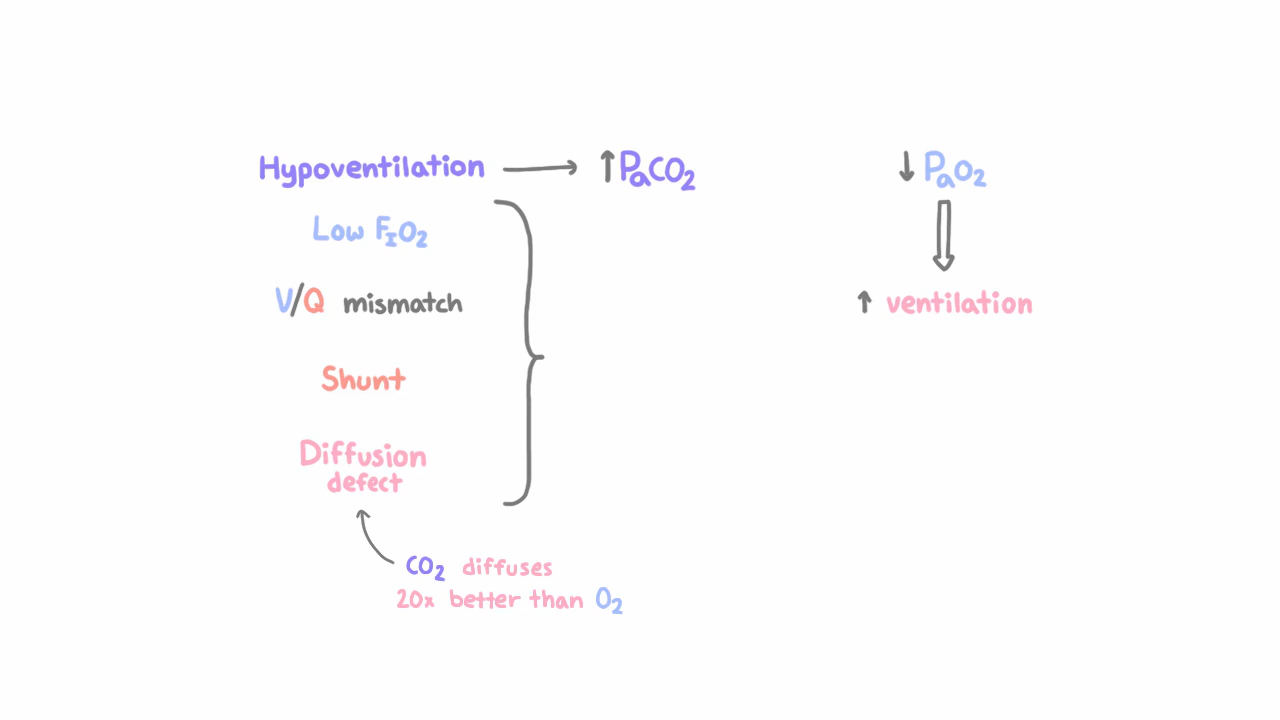 Hypoventilation → ↑PaCO2
↓ PaO2
Low FIO2
V/Q mismatch
↑ ventilation
Shunt
Diffusion
defect
CO2 diffuses
20x better than O2